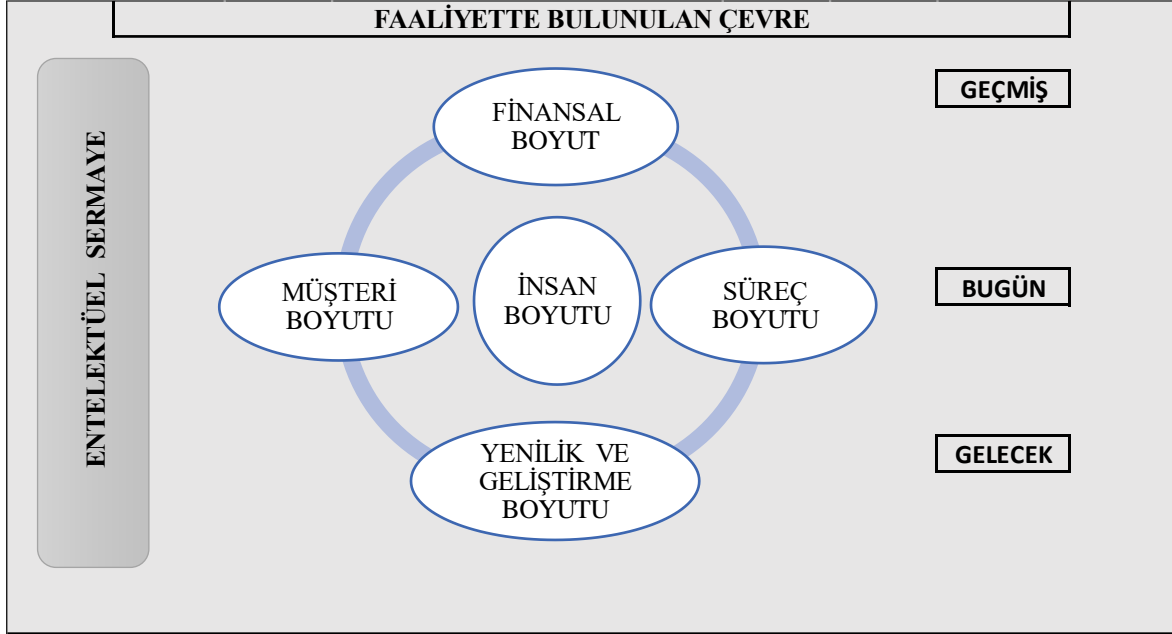 FAALİYETTE BULUNULAN ÇEVRE
ENTELEKTÜEL SERMAYE
FİNANSAL
BOYUT
GEÇMİŞ
MÜŞTERİ
BOYUTU
İNSAN
BOYUTU
SÜREÇ
BOYUTU
BUGÜN
YENİLİK VE
GELİŞTİRME
BOYUTU
GELECEK